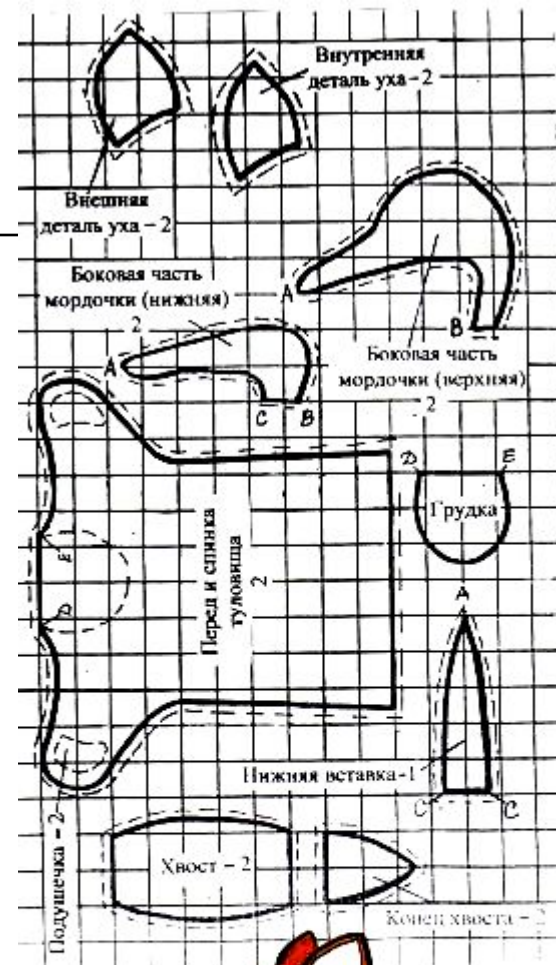 Внутренняя
деталь уха-2
Внешняя
деталь уха - 2
Боковая часть
мордочки (нижняя)
2
A
B
Боковая часть
мордочки (верхняя)
2
A
C B
D E
Грудка
Перед и спинка
туловища
2
E
D
A
Нижняя вставка-1
C C
Подушечка - 2
Хвост - 2
Конец хвоста - 2